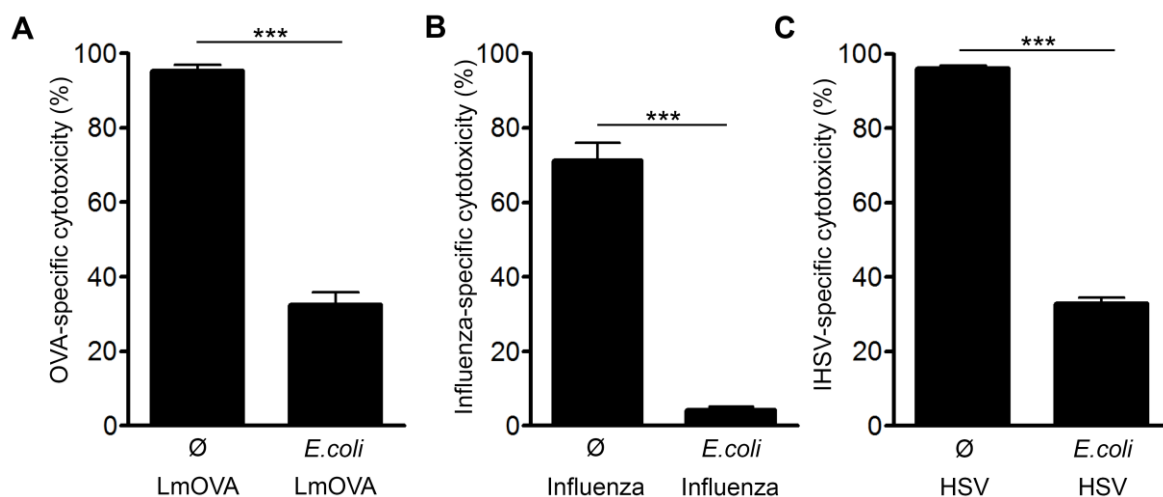 A
OVA-specific cytotoxicity (%)
100
80
60
40
20
0
***
Ø
E.coli
LmOVA
LmOVA
B
Influenza-specific cytotoxicity (%)
100
80
60
40
20
0
***
Ø
E.coli
Influenza
Influenza
C
IHSV-specific cytotoxicity (%)
100
80
60
40
20
0
***
Ø
E.coli
HSV
HSV